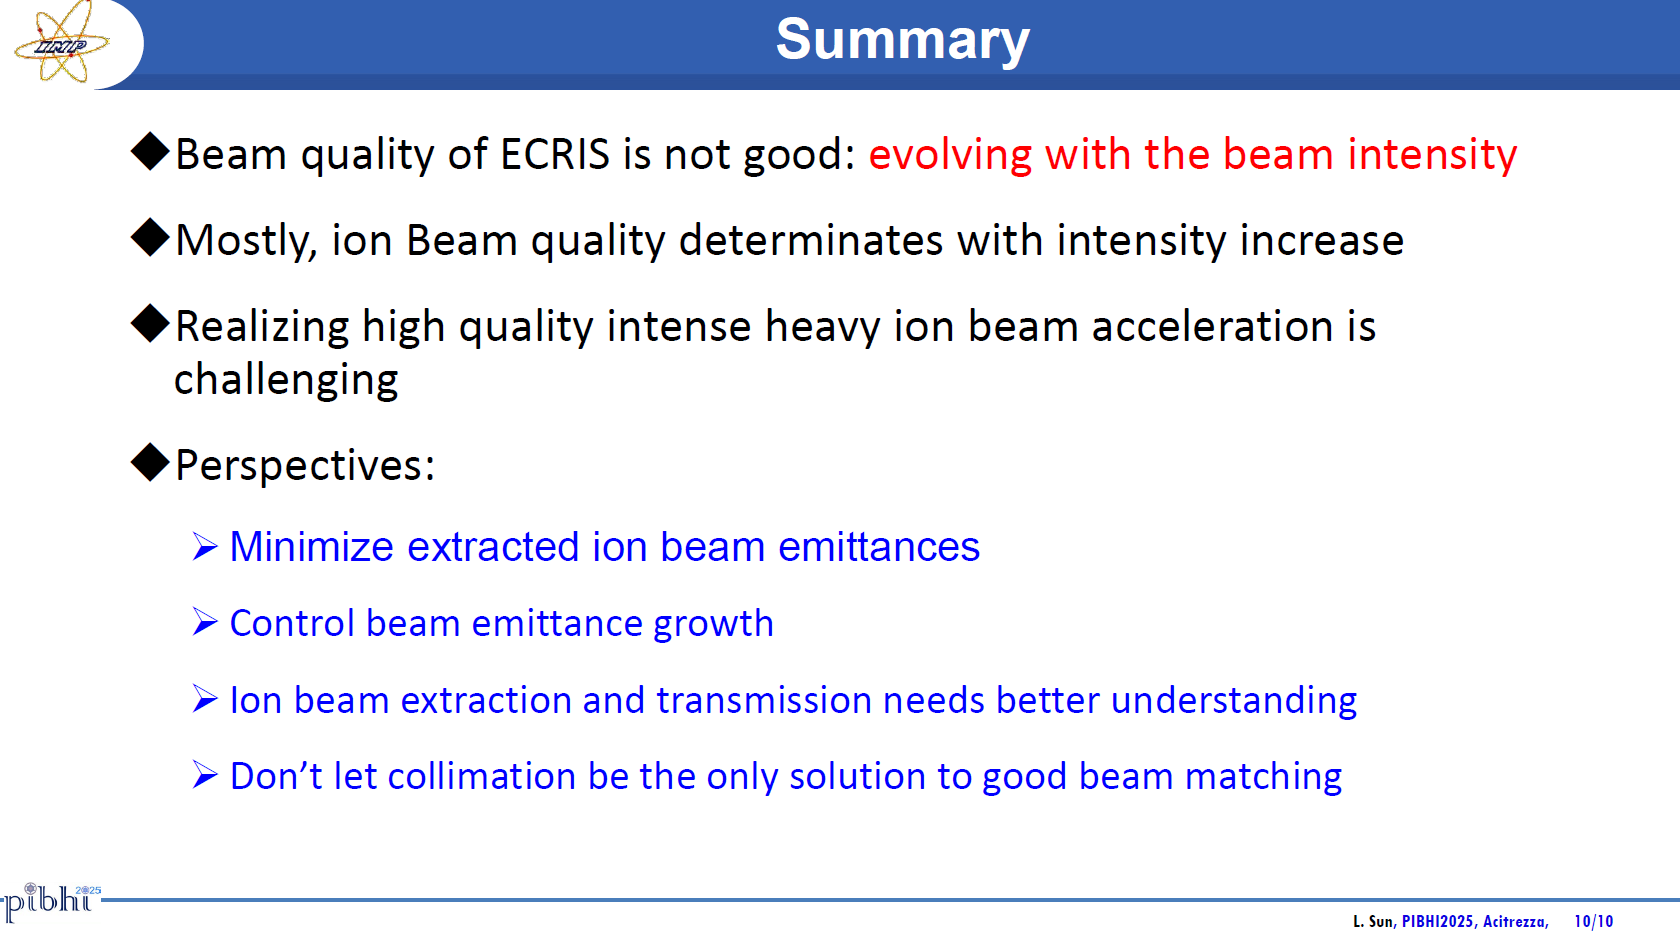 IMP
Summary
◆Beam quality of ECRIS is not good: evolving with the beam intensity
◆Mostly, ion Beam quality determinates with intensity increase
◆Realizing high quality intense heavy ion beam acceleration is
challenging
◆Perspectives:
➢ Minimize extracted ion beam emittances
➢ Control beam emittance growth
➢ Ion beam extraction and transmission needs better understanding
➢ Don’t let collimation be the only solution to good beam matching
pibhi 2025
L. Sun, PIBHI2025, Acitrezza, 10/10